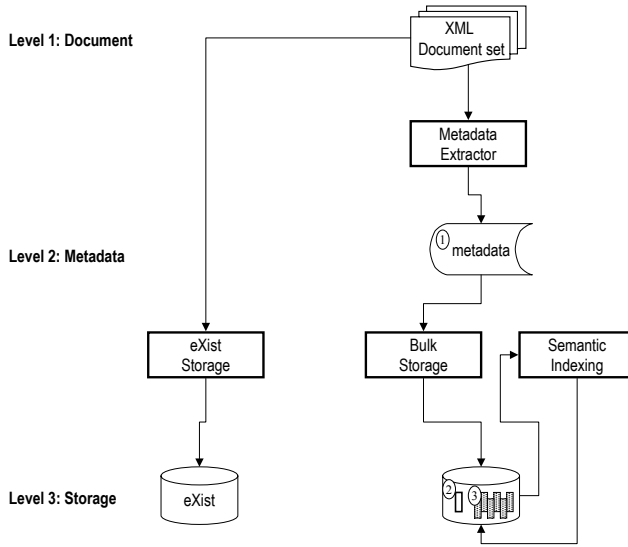 Level 1: Document
XML
Document set
Metadata
Extractor
1
metadata
Level 2: Metadata
eXist
Storage
Bulk
Storage
Semantic
Indexing
Level 3: Storage
eXist
2
3